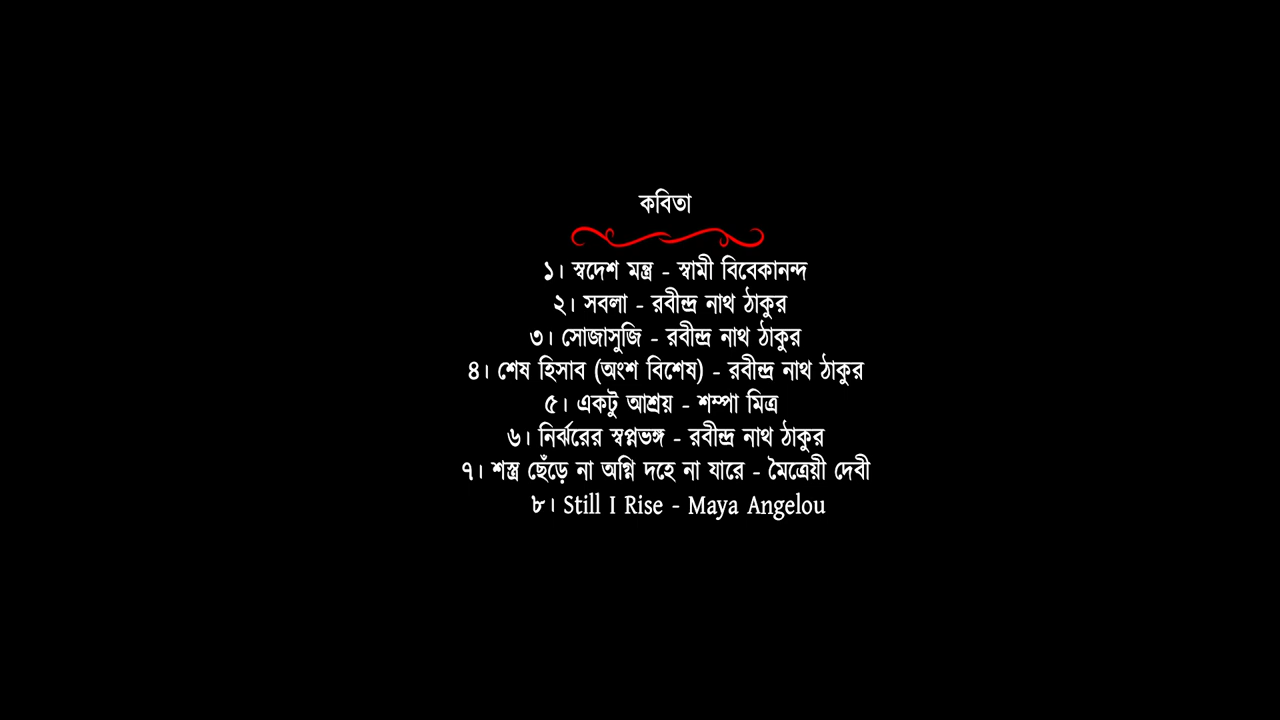 কবিতা
১। স্বদেশ মন্ত্র - স্বামী বিবেকানন্দ
২। সবলা - রবীন্দ্র নাথ ঠাকুর
৩। সোজাসুজি - রবীন্দ্র নাথ ঠাকুর
৪। শেষ হিসাব (অংশ বিশেষ) - রবীন্দ্র নাথ ঠাকুর
৫। একটু আশ্রয় - শম্পা মিত্র
৬। নির্ঝরের স্বপ্নভঙ্গ - রবীন্দ্র নাথ ঠাকুর
৭। শস্ত্র ছেঁড়ে না অগ্নি দহে না যারে - মৈত্রেয়ী দেবী
৮। Still I Rise - Maya Angelou